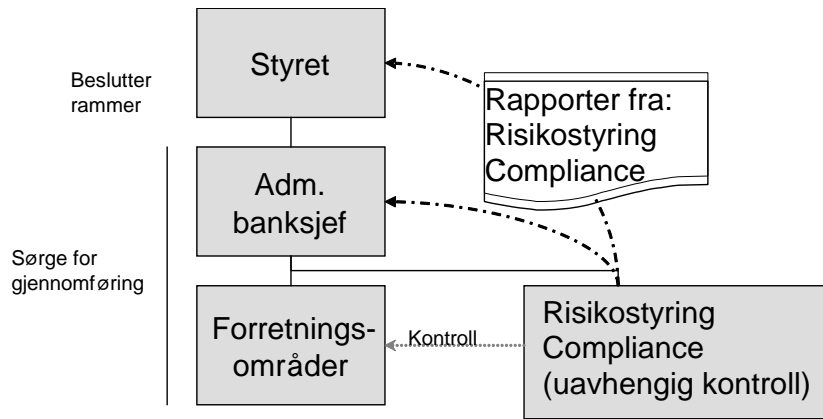 Styret
Beslutter
rammer
Rapporter fra:
Risikostyring
Compliance
Adm.
banksjef
Sørge for
gjennomføring
Forretnings-
områder
Kontroll
Risikostyring
Compliance
(uavhengig kontroll)